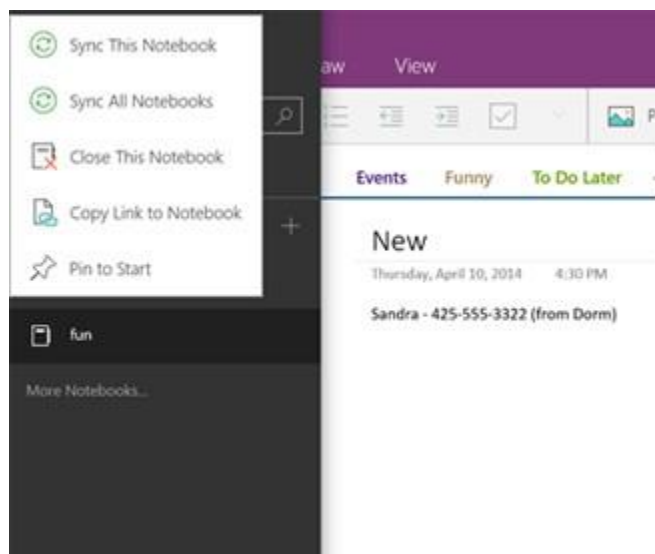 Sync This Notebook
Sync All Notebooks
Close This Notebook
Copy Link to Notebook
Pin to Start
fun
More Notebooks...
aw View
P
Events Funny To Do Later
New
Thursday, April 10, 2014 4:30 PM
Sandra - 425-555-3322 (from Dorm)